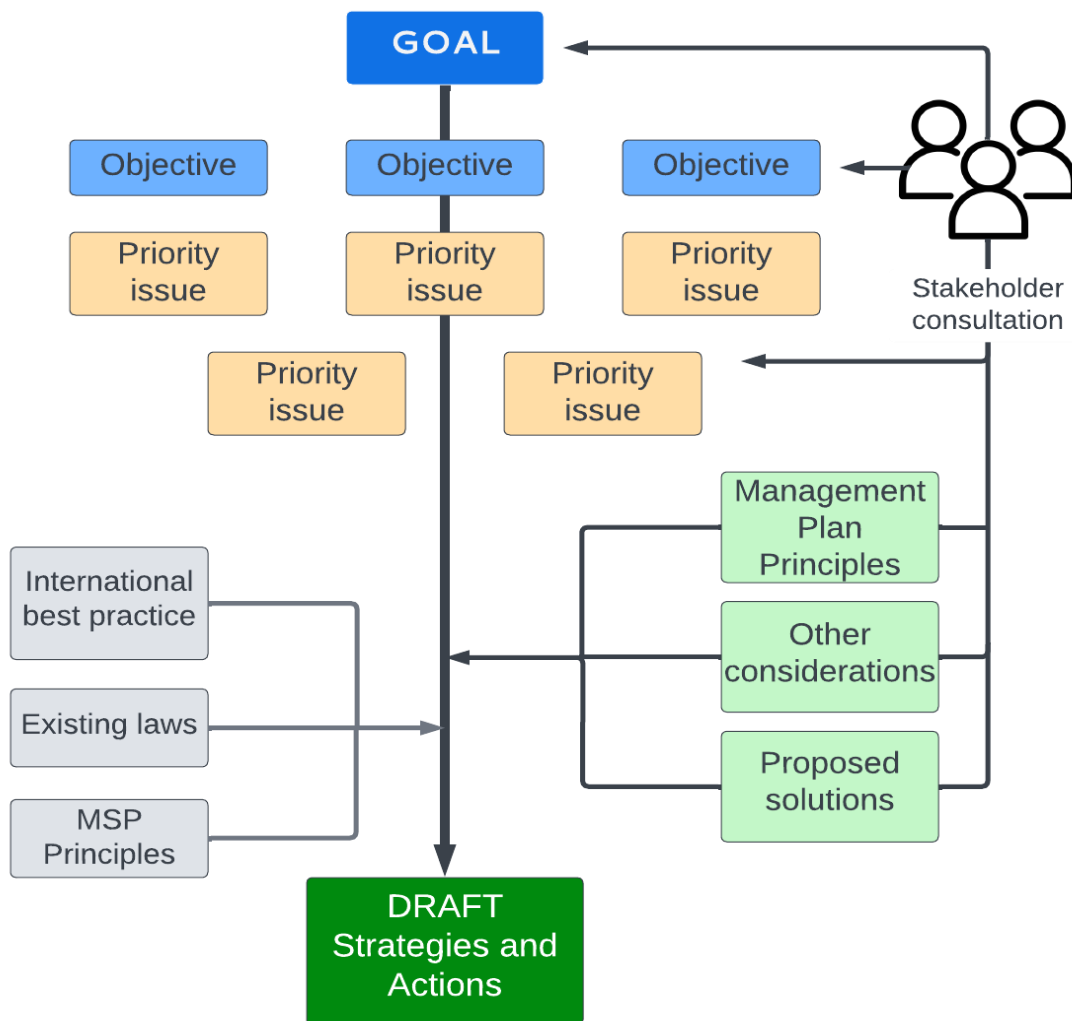 GOAL
Objective
Objective
Objective
Priority
issue
Priority
issue
Priority
issue
Stakeholder
consultation
Priority
issue
Priority
issue
Management
Plan
Principles
International
best practice
Other
considerations
Existing laws
Proposed
solutions
MSP
Principles
DRAFT
Strategies and
Actions